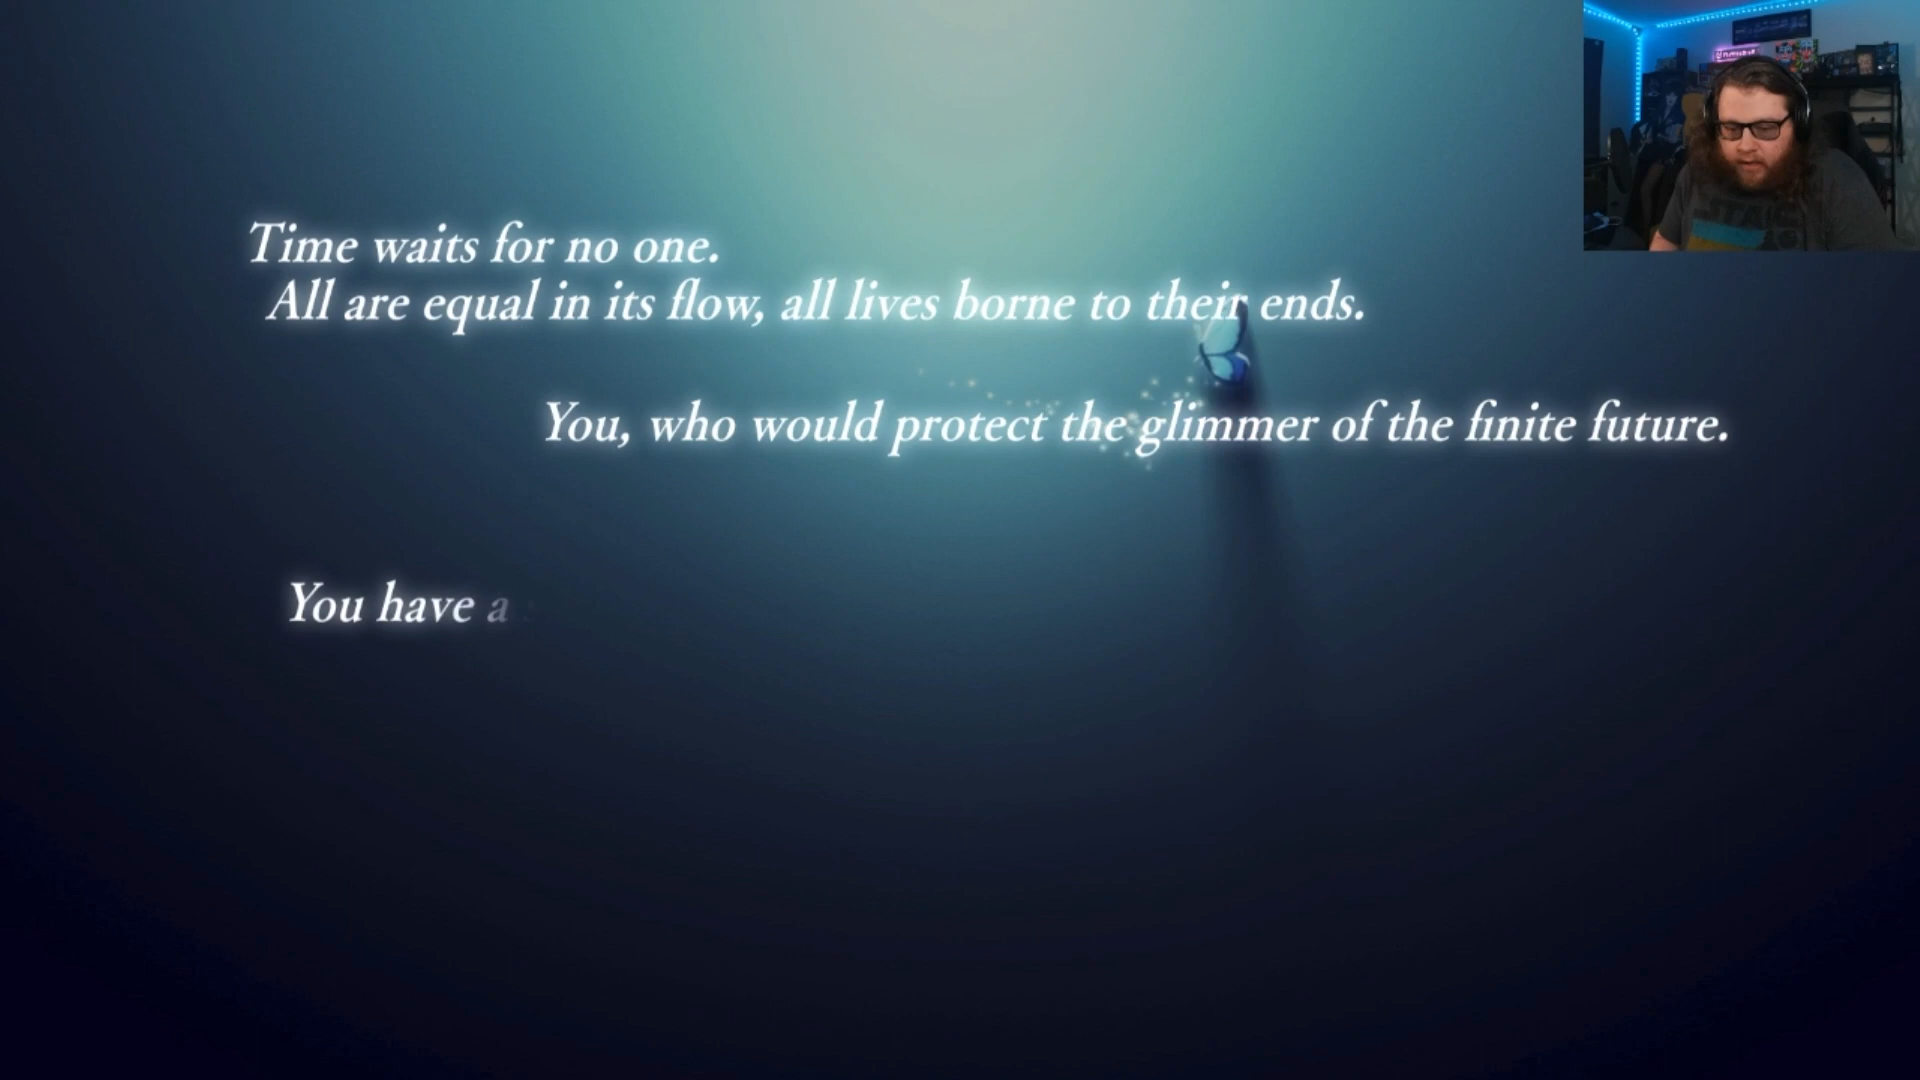 Time waits for no one.
All are equal in its flow, all lives borne to their ends.
You, who would protect the glimmer of the finite future.
You have a